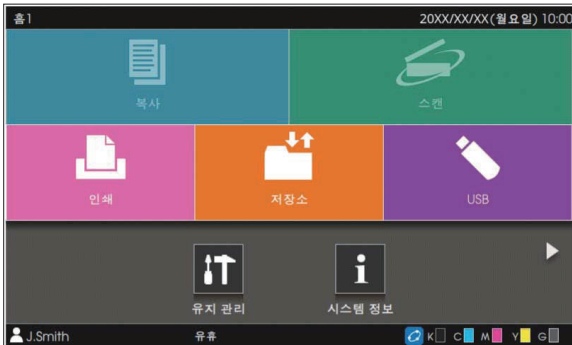 홈1 20XX/XX/XX(월요일) 10:00
복사 스캔
인쇄 저장소 USB
유지 관리 시스템 정보
J.Smith 유휴 K C M Y G